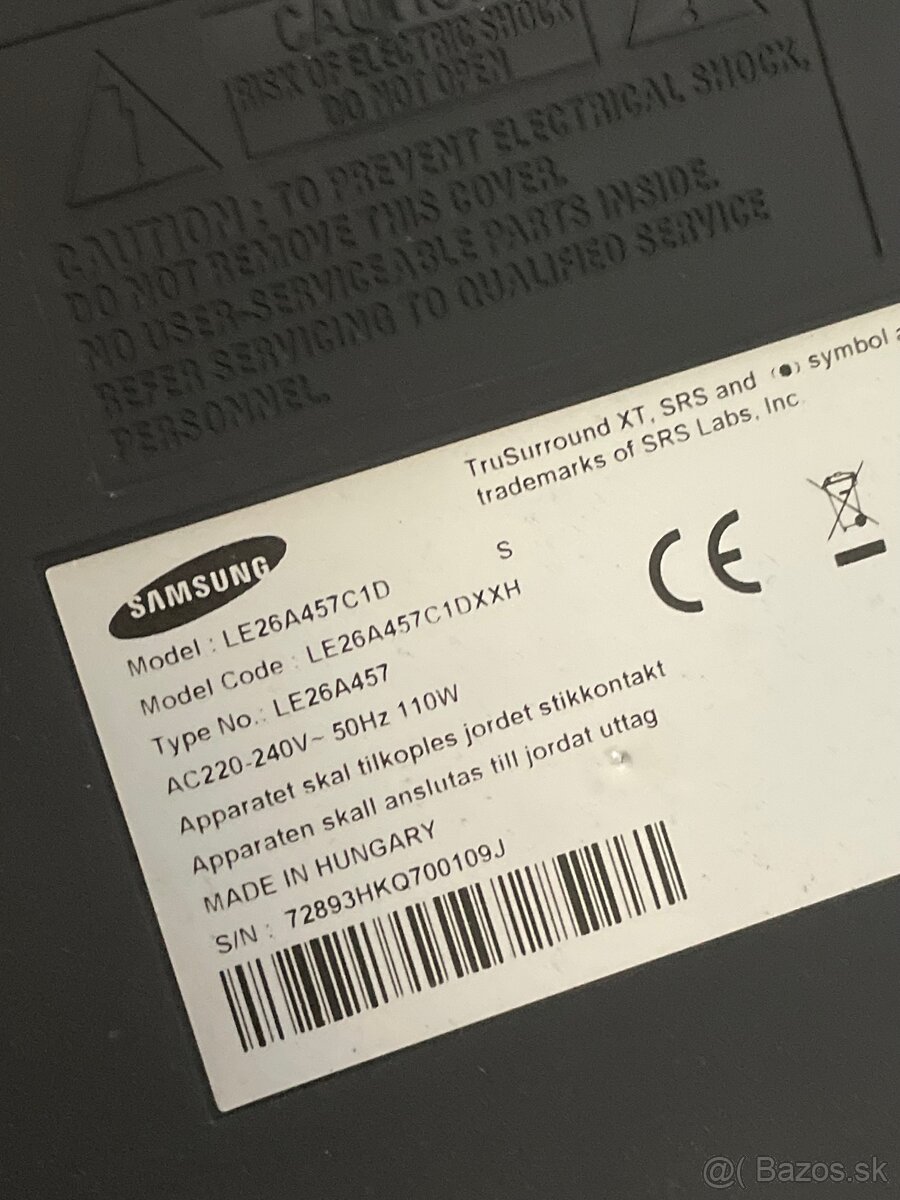 CAUTION
RISK OF ELECTRIC SHOCK
DO NOT OPEN
CAUTION: TO PREVENT ELECTRICAL SHOCK,
DO NOT REMOVE THIS COVER.
NO USER-SERVICEABLE PARTS INSIDE.
REFER SERVICING TO QUALIFIED SERVICE
PERSONNEL.
TruSurround XT, SRS and (●) symbol
trademarks of SRS Labs, Inc.
SAMSUNG
S
CE
Model : LE26A457C1D
Model Code : LE26A457C1DXXH
Type No.: LE26A457
AC220-240V~ 50Hz 110W
Apparatet skal tilkoples jordet stikkontakt
Apparaten skall anslutas till jordat uttag
MADE IN HUNGARY
S/N : 72893HKQ700109J
@( Bazos.sk